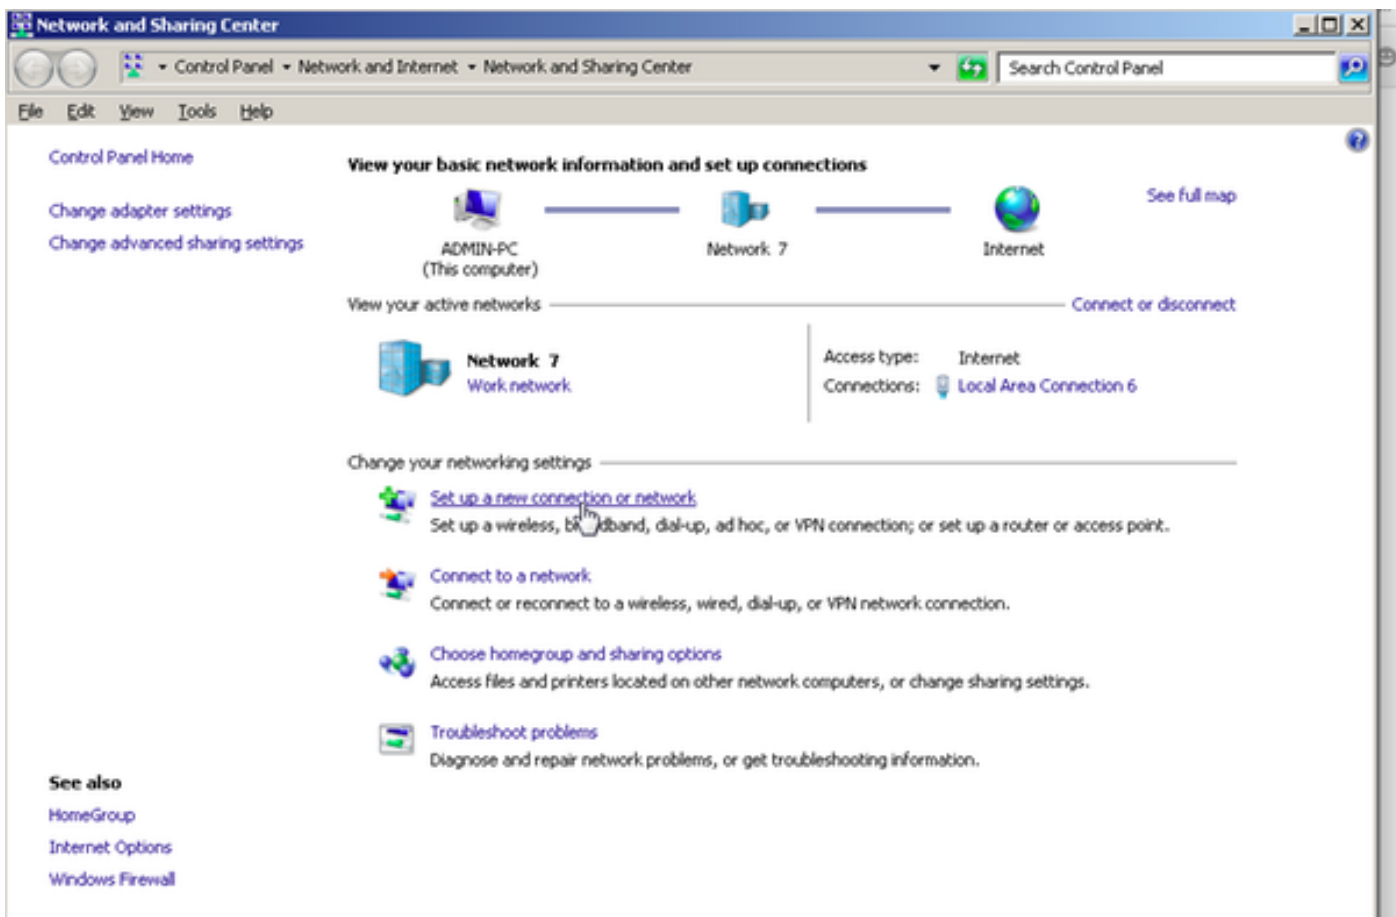 Network and Sharing Center
Control Panel Network and Internet Network and Sharing Center
Search Control Panel
File Edit View Tools Help
Control Panel Home
Change adapter settings
Change advanced sharing settings
View your basic network information and set up connections
See full map
ADMIN-PC
(This computer)
Network 7
Internet
View your active networks
Connect or disconnect
Network 7
Work network
Access type: Internet
Connections: Local Area Connection 6
Change your networking settings
Set up a new connection or network
Set up a wireless, dial-up, ad hoc, or VPN connection; or set up a router or access point.
Connect to a network
Connect or reconnect to a wireless, wired, dial-up, or VPN network connection.
Choose homegroup and sharing options
Access files and printers located on other network computers, or change sharing settings.
Troubleshoot problems
Diagnose and repair network problems, or get troubleshooting information.
See also
HomeGroup
Internet Options
Windows Firewall